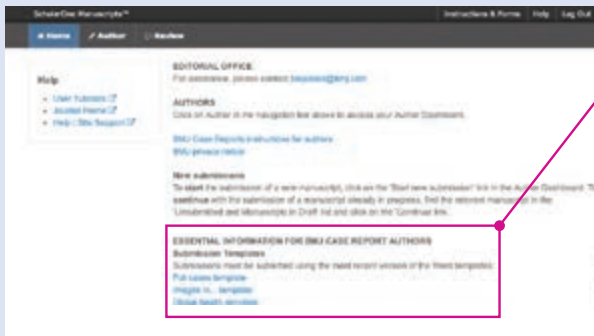 ScholarOne Manuscripts™
Instructions & Forms Help Log Out
Home Author Review
Help
User Tutorials
Journal Home
Help / Site Support
EDITORIAL OFFICE
For assistance, please contact
AUTHORS
Click on Author in the navigation bar above to access your Author Dashboard.
BMJ Case Reports instructions for authors
BMJ privacy notice
New submissions
To start the submission of a new manuscript, click on the 'Start new submission' link in the Author Dashboard. To
continue with the submission of a manuscript already in progress, find the relevant manuscript in the
'Unsubmitted and Manuscripts in Draft' list and click on the 'Continue' link.
ESSENTIAL INFORMATION FOR BMJ CASE REPORT AUTHORS
Submission Templates
Submissions must be submitted using the most recent version of the Word templates:
Full cases template
Images in... template
Global health